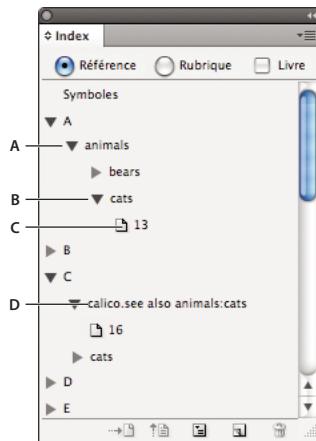 Index
Référence Rubrique Livre
Symboles
A
A animals
bears
B cats
C 13
B
C
D calico.see also animals:cats
16
cats
D
E